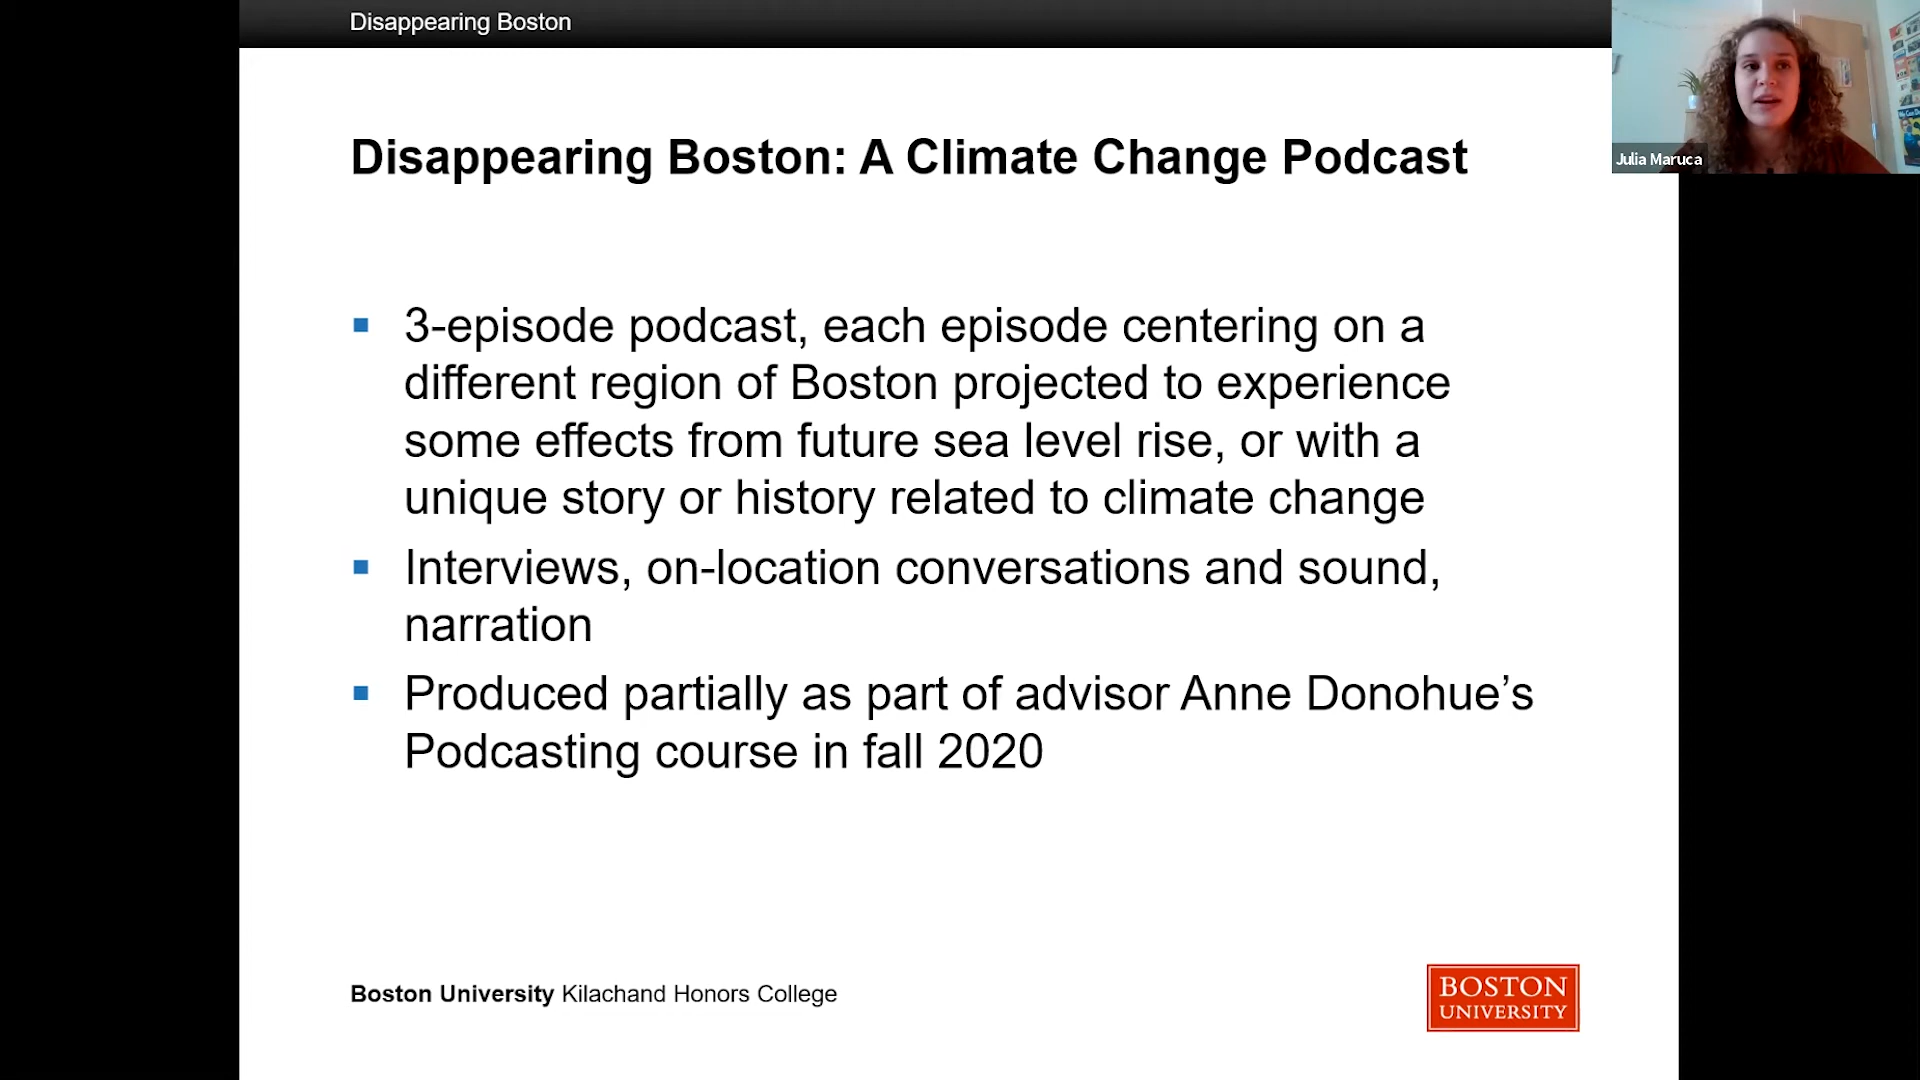 Disappearing Boston
Julia Maruca
Disappearing Boston: A Climate Change Podcast
▪ 3-episode podcast, each episode centering on a
different region of Boston projected to experience
some effects from future sea level rise, or with a
unique story or history related to climate change
▪ Interviews, on-location conversations and sound,
narration
▪ Produced partially as part of advisor Anne Donohue’s
Podcasting course in fall 2020
Boston University Kilachand Honors College
BOSTON
UNIVERSITY